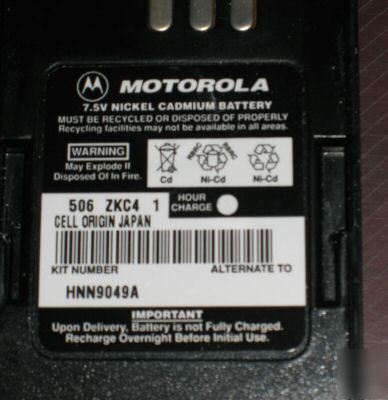 MOTOROLA
7.5V NICKEL CADMIUM BATTERY
MUST BE RECYCLED OR DISPOSED OF PROPERLY
Recycling facilities may not be available in all areas.
WARNING
May Explode if
Disposed Of In Fire.
RBRC RBRC
Cd Ni-Cd Ni-Cd
506 ZKC4 1
HOUR
CHARGE
CELL ORIGIN JAPAN
KIT NUMBER ALTERNATE TO
HNN9049A
IMPORTANT
Upon Delivery, Battery is not Fully Charged.
Recharge Overnight Before Initial Use.